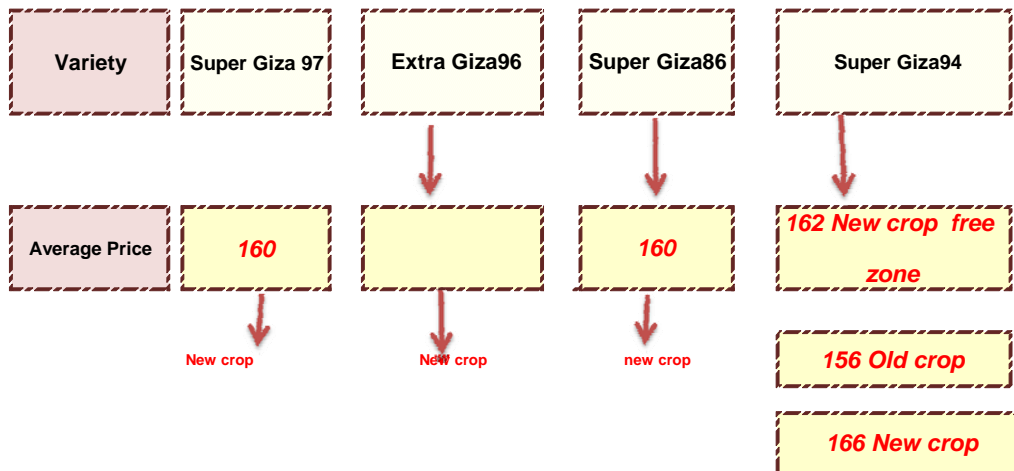 Variety
Super Giza 97
Extra Giza96
Super Giza86
Super Giza94
Average Price
160
160
162 New crop free
zone
New crop
New crop
new crop
156 Old crop
166 New crop